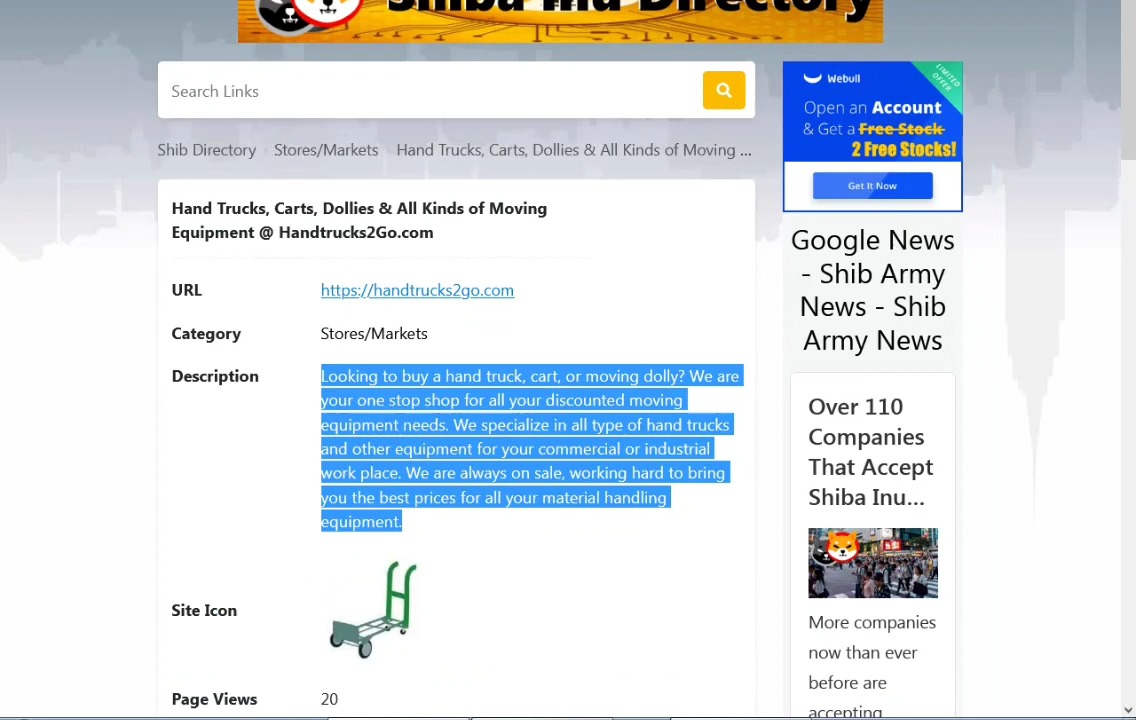 Shiba Inu Directory
Search Links
Shib Directory
Stores/Markets
Hand Trucks, Carts, Dollies & All Kinds of Moving ...
Hand Trucks, Carts, Dollies & All Kinds of Moving
Equipment @ Handtrucks2Go.com
URL
https://handtrucks2go.com
Category
Stores/Markets
Description
Looking to buy a hand truck, cart, or moving dolly? We are
your one stop shop for all your discounted moving
equipment needs. We specialize in all type of hand trucks
and other equipment for your commercial or industrial
work place. We are always on sale, working hard to bring
you the best prices for all your material handling
equipment.
Site Icon
Page Views
20
Webull
LIMITED
OFFER
Open an Account
& Get a Free Stock
2 Free Stocks!
Get It Now
Google News
- Shib Army
News - Shib
Army News
Over 110
Companies
That Accept
Shiba Inu...
More companies
now than ever
before are
accepting